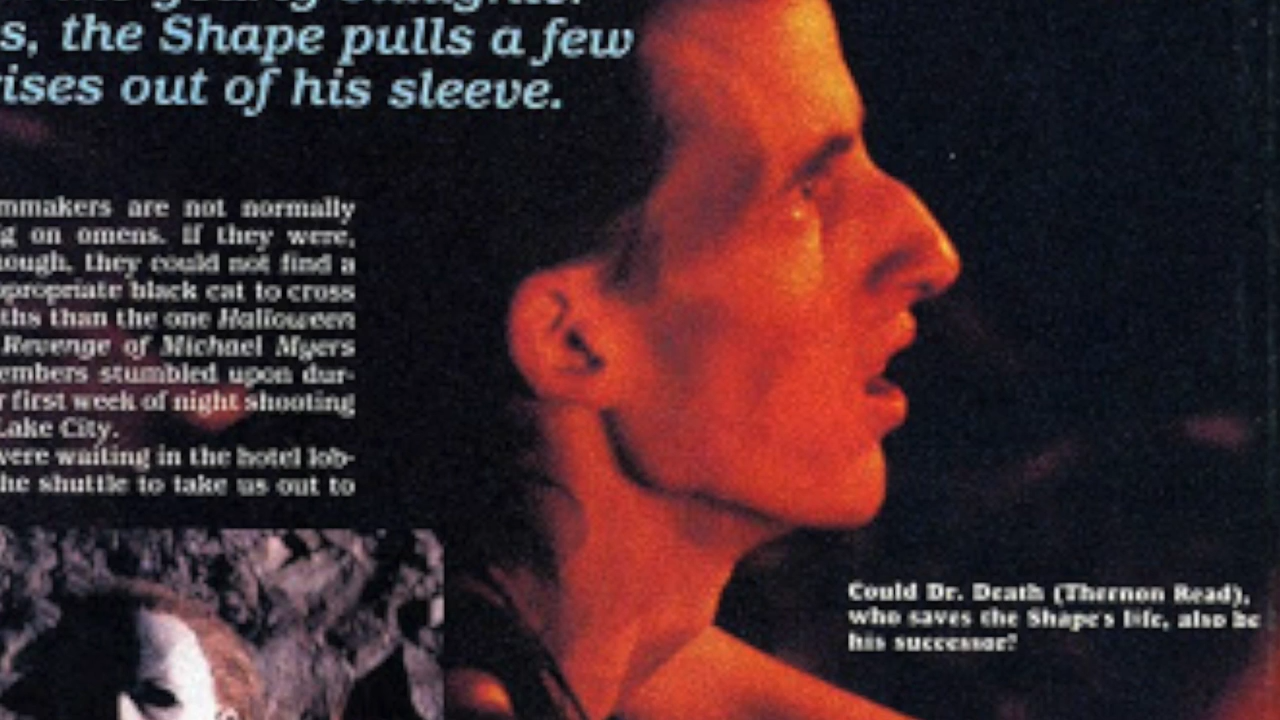 s, the Shape pulls a few
ises out of his sleeve.
mmakers are not normally
g on omens. If they were,
ough, they could not find a
propriate black cat to cross
ths than the one Halloween
Revenge of Michael Myers
embers stumbled upon dur-
r first week of night shooting
Lake City.
were waiting in the hotel lob-
he shuttle to take us out to
Could Dr. Death (Thernon Read),
who saves the Shape's life, also be
his successor?